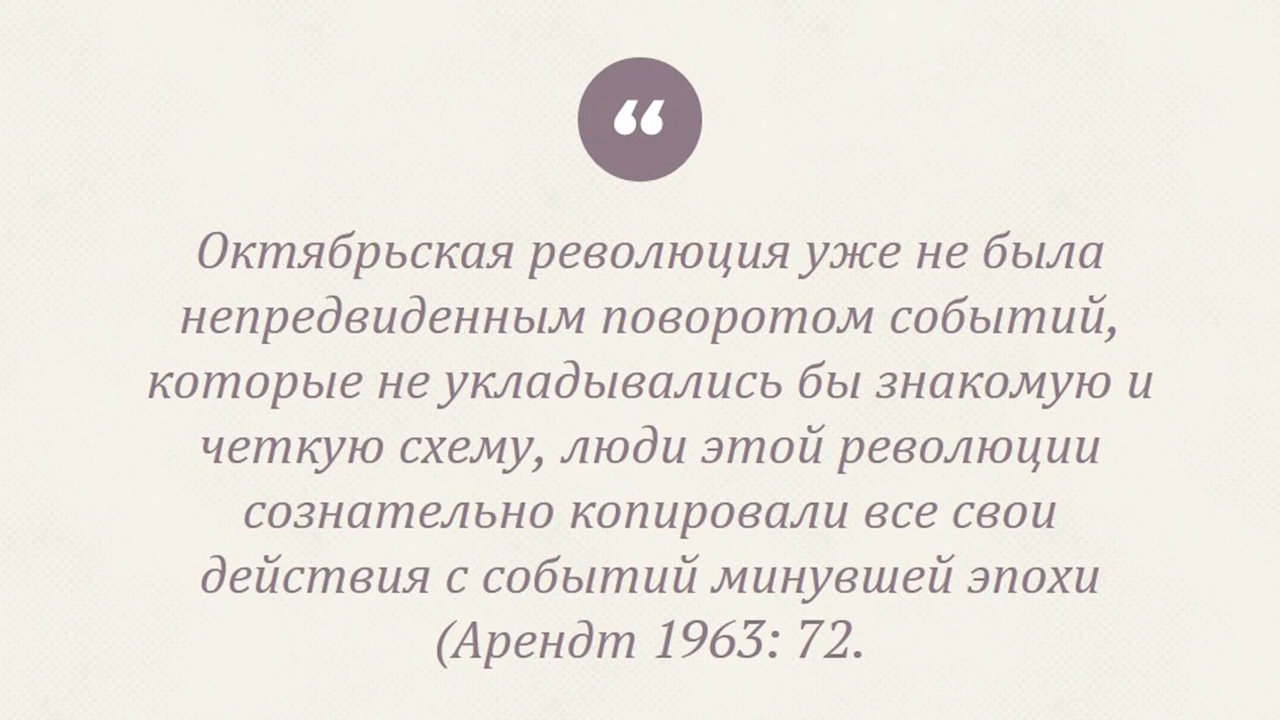 “
Октябрьская революция уже не была
непредвиденным поворотом событий,
которые не укладывались бы знакомую и
четкую схему, люди этой революции
сознательно копировали все свои
действия с событий минувшей эпохи
(Арендт 1963: 72.